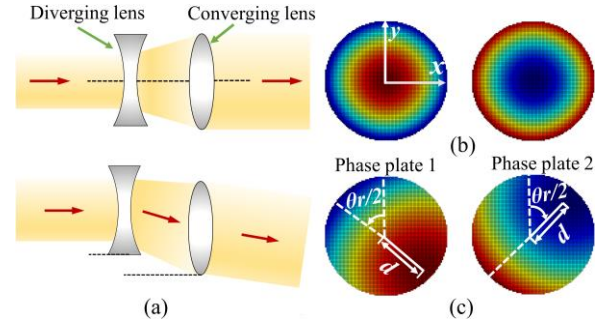 Diverging lens
Converging lens
y
x
(b)
Phase plate 1
Phase plate 2
θr/2
d
θr/2
d
(a)
(c)